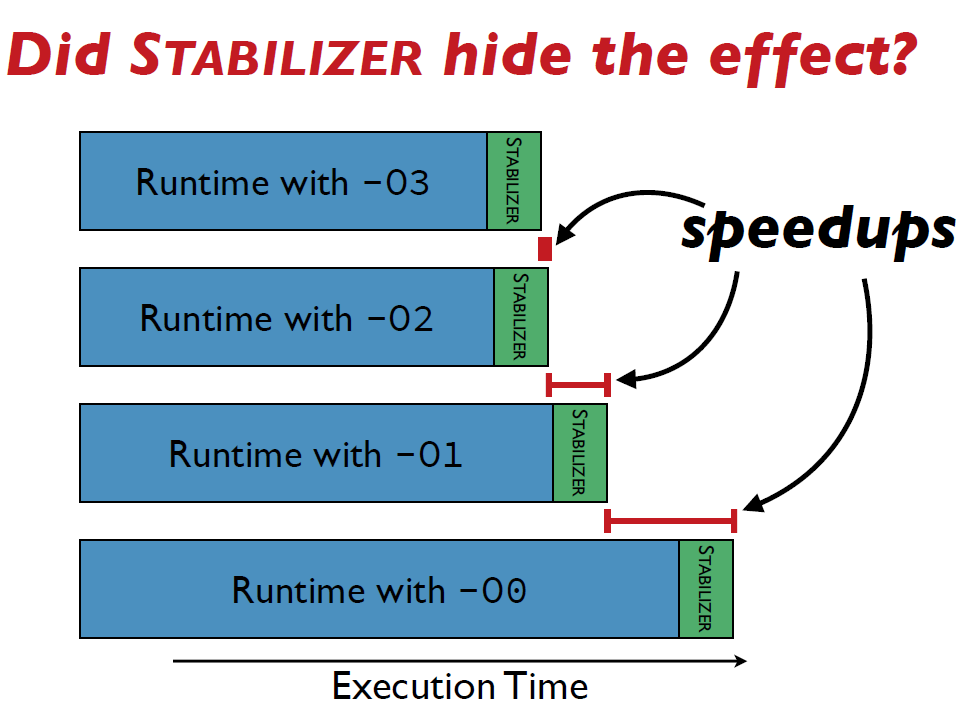 Did STABILIZER hide the effect?
Runtime with -O3
STABILIZER
speedups
Runtime with -O2
STABILIZER
Runtime with -O1
STABILIZER
Runtime with -O0
STABILIZER
Execution Time